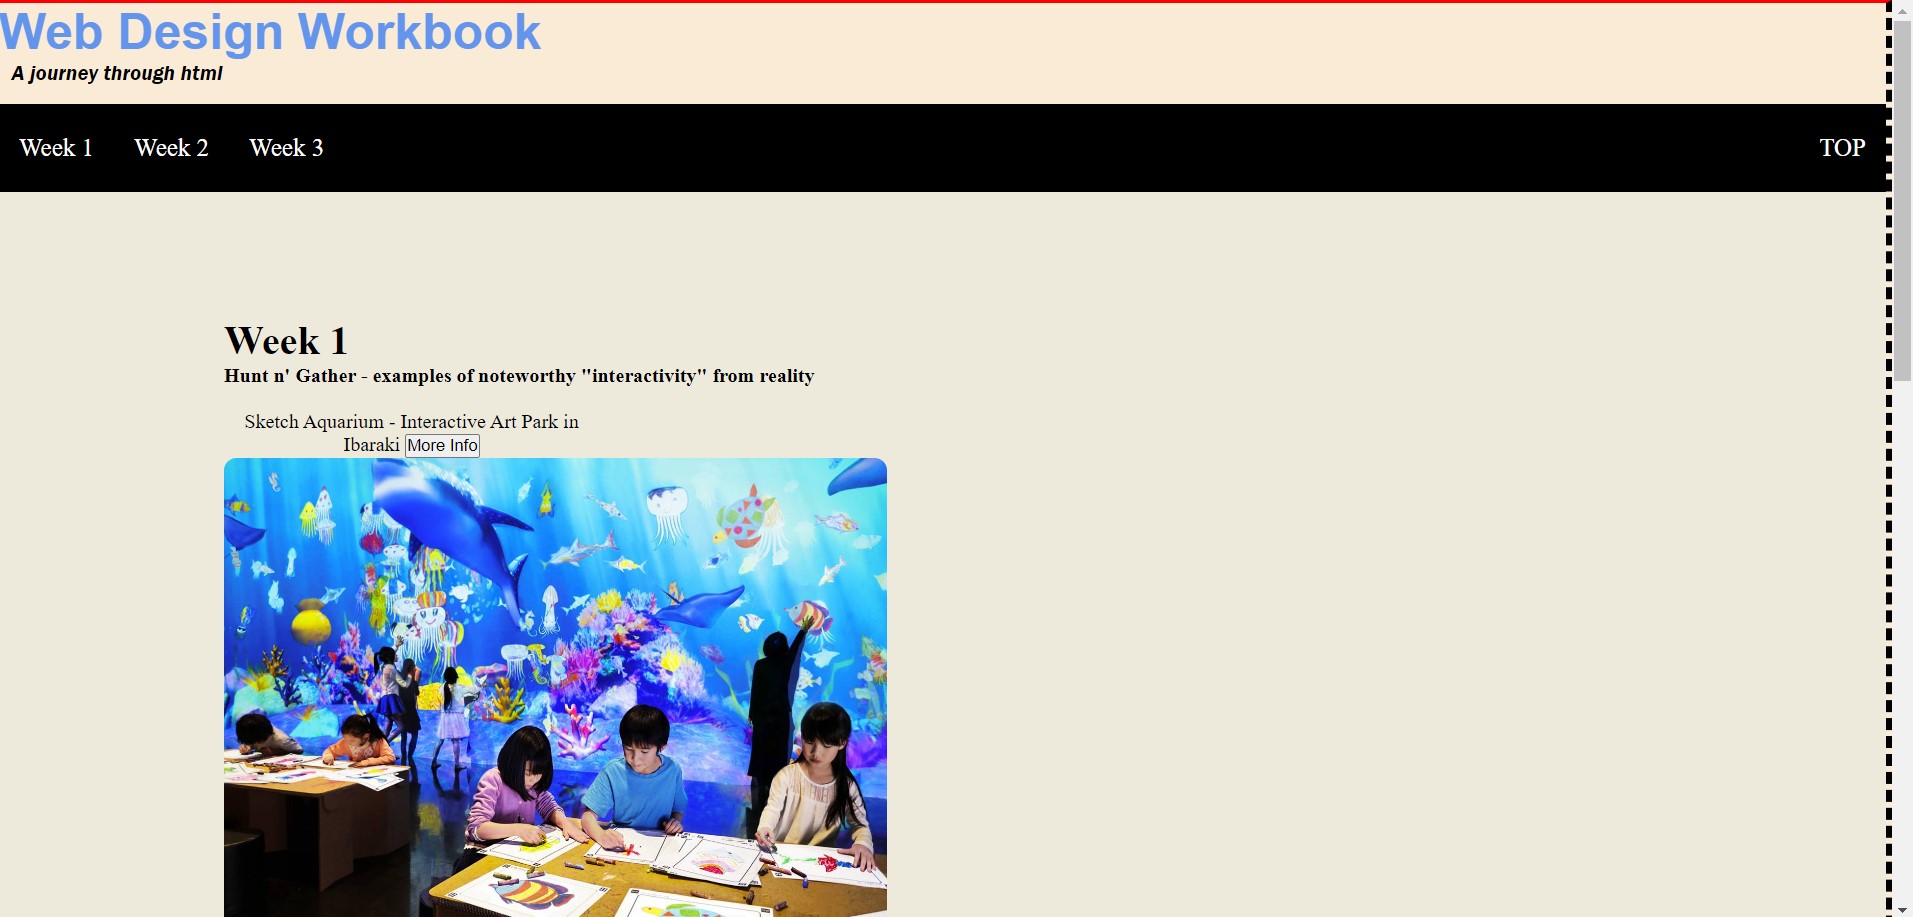 Web Design Workbook
A journey through html
Week 1 Week 2 Week 3 TOP
Week 1
Hunt n' Gather - examples of noteworthy "interactivity" from reality
Sketch Aquarium - Interactive Art Park in
Ibaraki More Info